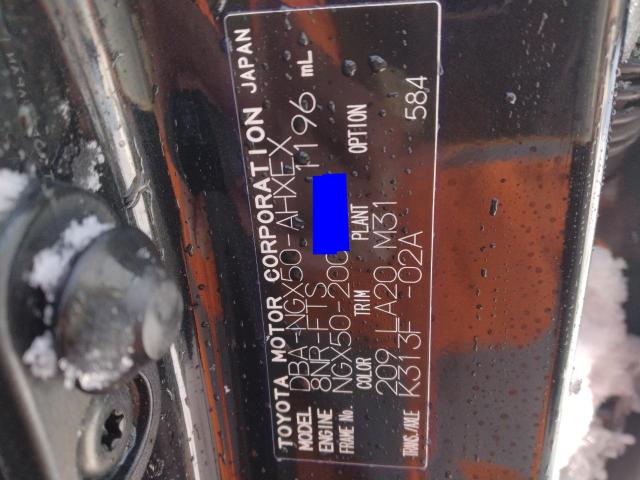 TOYOTA MOTOR CORPORATION JAPAN
MODEL DBA-NGX50-AHXEX
ENGINE 8NR-FTS 1196 mL
FRAME No. NGX50-200
COLOR TRIM PLANT OPTION
209 LA20 M31 584
TRANS./AXLE K313F -02A